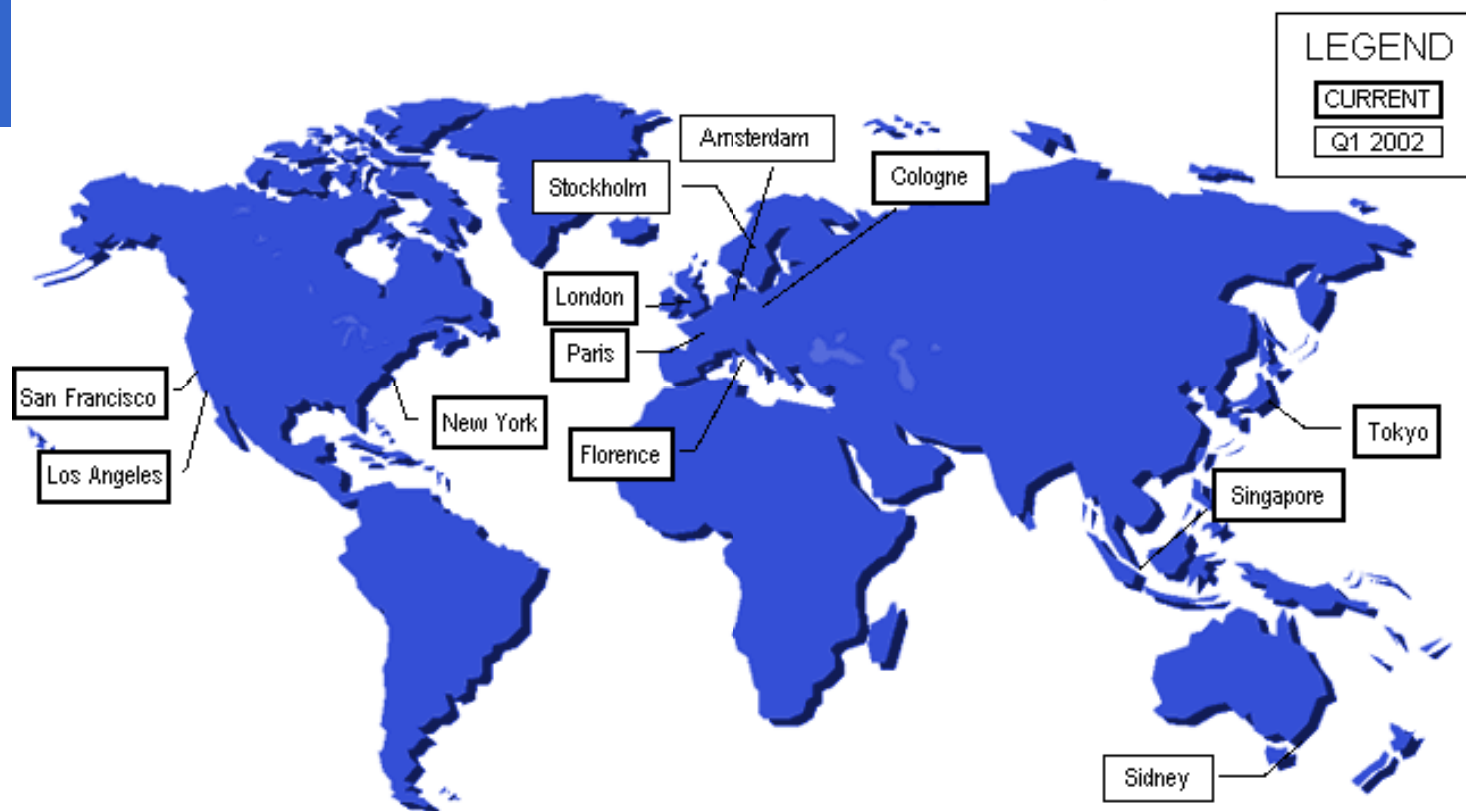 LEGEND
CURRENT
Q1 2002
Amsterdam
Stockholm
Cologne
London
Paris
San Francisco
New York
Florence
Tokyo
Los Angeles
Singapore
Sidney